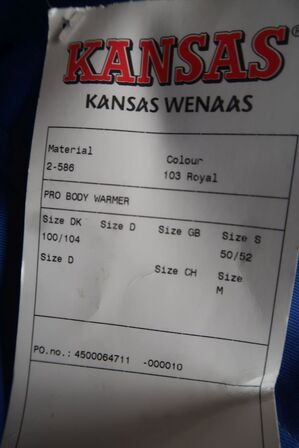 KANSAS®
KANSAS WENAAS
Material Colour
2-586 103 Royal
PRO BODY WARMER
Size DK Size D Size GB Size S
100/104 50/52
Size D Size CH Size
M
PO.no.: 4500064711 -000010